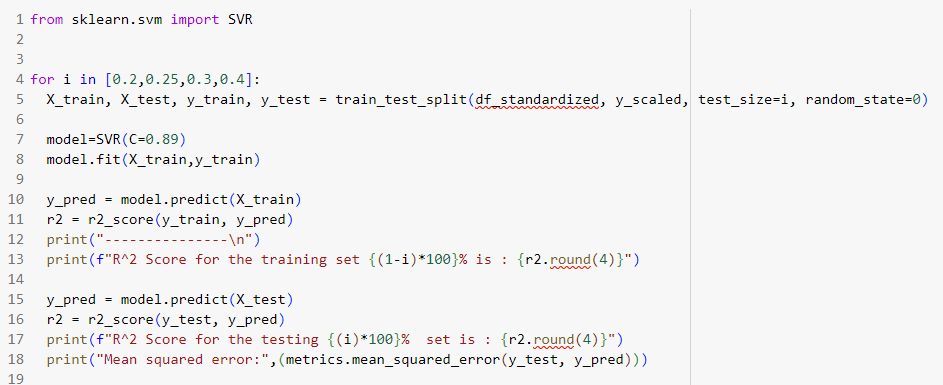 1 from sklearn.svm import SVR
2
3
4 for i in [0.2,0.25,0.3,0.4]:
5   X_train, X_test, y_train, y_test = train_test_split(df_standardized, y_scaled, test_size=i, random_state=0)
6
7   model=SVR(C=0.89)
8   model.fit(X_train,y_train)
9
10   y_pred = model.predict(X_train)
11   r2 = r2_score(y_train, y_pred)
12   print("---------------\n")
13   print(f"R^2 Score for the training set {(1-i)*100}% is : {r2.round(4)}")
14
15   y_pred = model.predict(X_test)
16   r2 = r2_score(y_test, y_pred)
17   print(f"R^2 Score for the testing {(i)*100}%  set is : {r2.round(4)}")
18   print("Mean squared error:",(metrics.mean_squared_error(y_test, y_pred)))
19